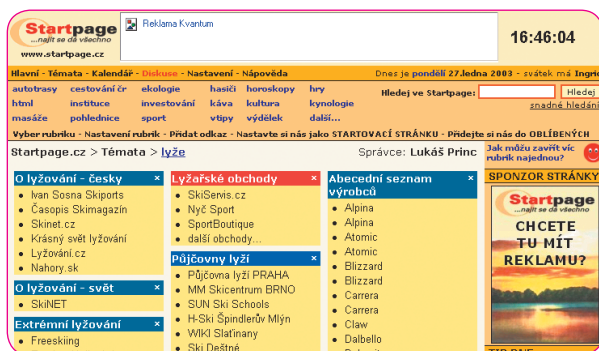 Startpage
...najít se dá všechno
www.startpage.cz
Reklama Kvantum
16:46:04
Hlavní - Témata - Kalendář - Diskuse - Nastavení - Nápověda
Dnes je pondělí 27.ledna 2003 - svátek má Ingrid
autotrasy cestování čr ekologie hasiči horoskopy hry
html instituce investování káva kultura kynologie
masáže pohlednice sport vtipy výdělek další...
Hledej ve Startpage: Hledej
snadné hledání
Vyber rubriku - Nastavení rubrik - Přidat odkaz - Nastavte si nás jako STARTOVACÍ STRÁNKU - Přidejte si nás do OBLÍBENÝCH
Startpage.cz > Témata > lyže
Správce: Lukáš Princ
O lyžování - česky ×
Ivan Sosna Skiports
Časopis Skimagazín
Skinet.cz
Krásný svět lyžování
Lyžování.cz
Nahory.sk
O lyžování - svět ×
SkiNET
Extrémní lyžování ×
Freeskiing
Lyžařské obchody ×
SkiServis.cz
Nyč Sport
SportBoutique
další obchody...
Půjčovny lyží ×
Půjčovna lyží PRAHA
MM Skicentrum BRNO
SUN Ski Schools
H-Ski Špindlerův Mlýn
WIKI Slaťinany
Ski Deštné
Abecední seznam ×
výrobců
Alpina
Alpina
Atomic
Atomic
Blizzard
Blizzard
Carrera
Carrera
Claw
Dalbello
Jak můžu zavřít víc
rubrik najednou?
SPONZOR STRÁNKY
Startpage
...najít se dá všechno
CHCETE
TU MÍT
REKLAMU?